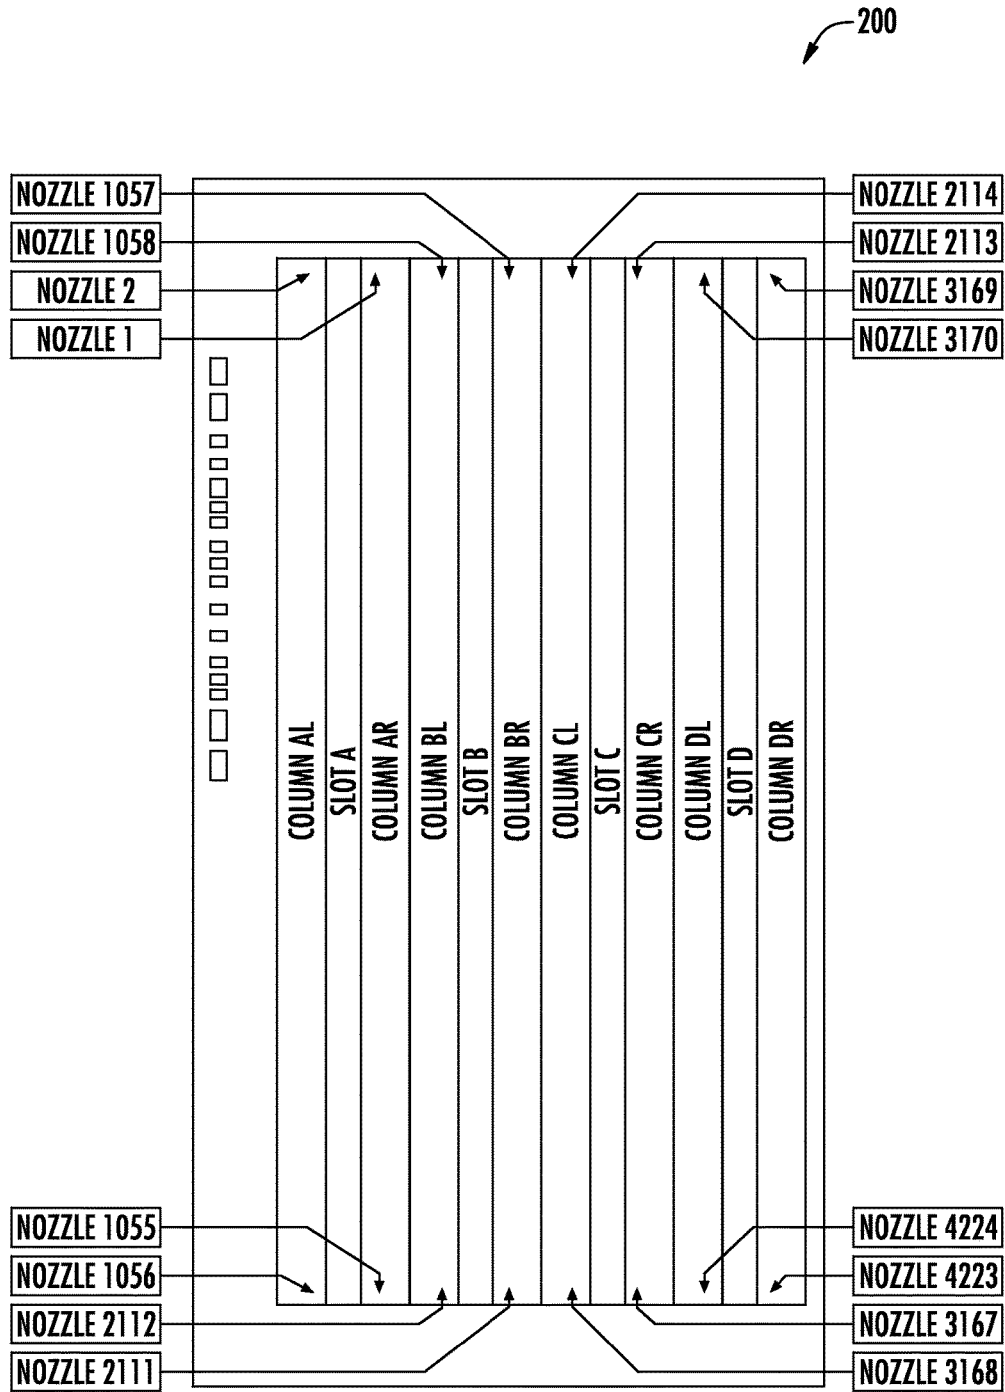 200
NOZZLE 1057
NOZZLE 1058
NOZZLE 2
NOZZLE 1
NOZZLE 2114
NOZZLE 2113
NOZZLE 3169
NOZZLE 3170
COLUMN AL
SLOT A
COLUMN AR
COLUMN BL
SLOT B
COLUMN BR
COLUMN CL
SLOT C
COLUMN CR
COLUMN DL
SLOT D
COLUMN DR
NOZZLE 1055
NOZZLE 1056
NOZZLE 2112
NOZZLE 2111
NOZZLE 4224
NOZZLE 4223
NOZZLE 3167
NOZZLE 3168